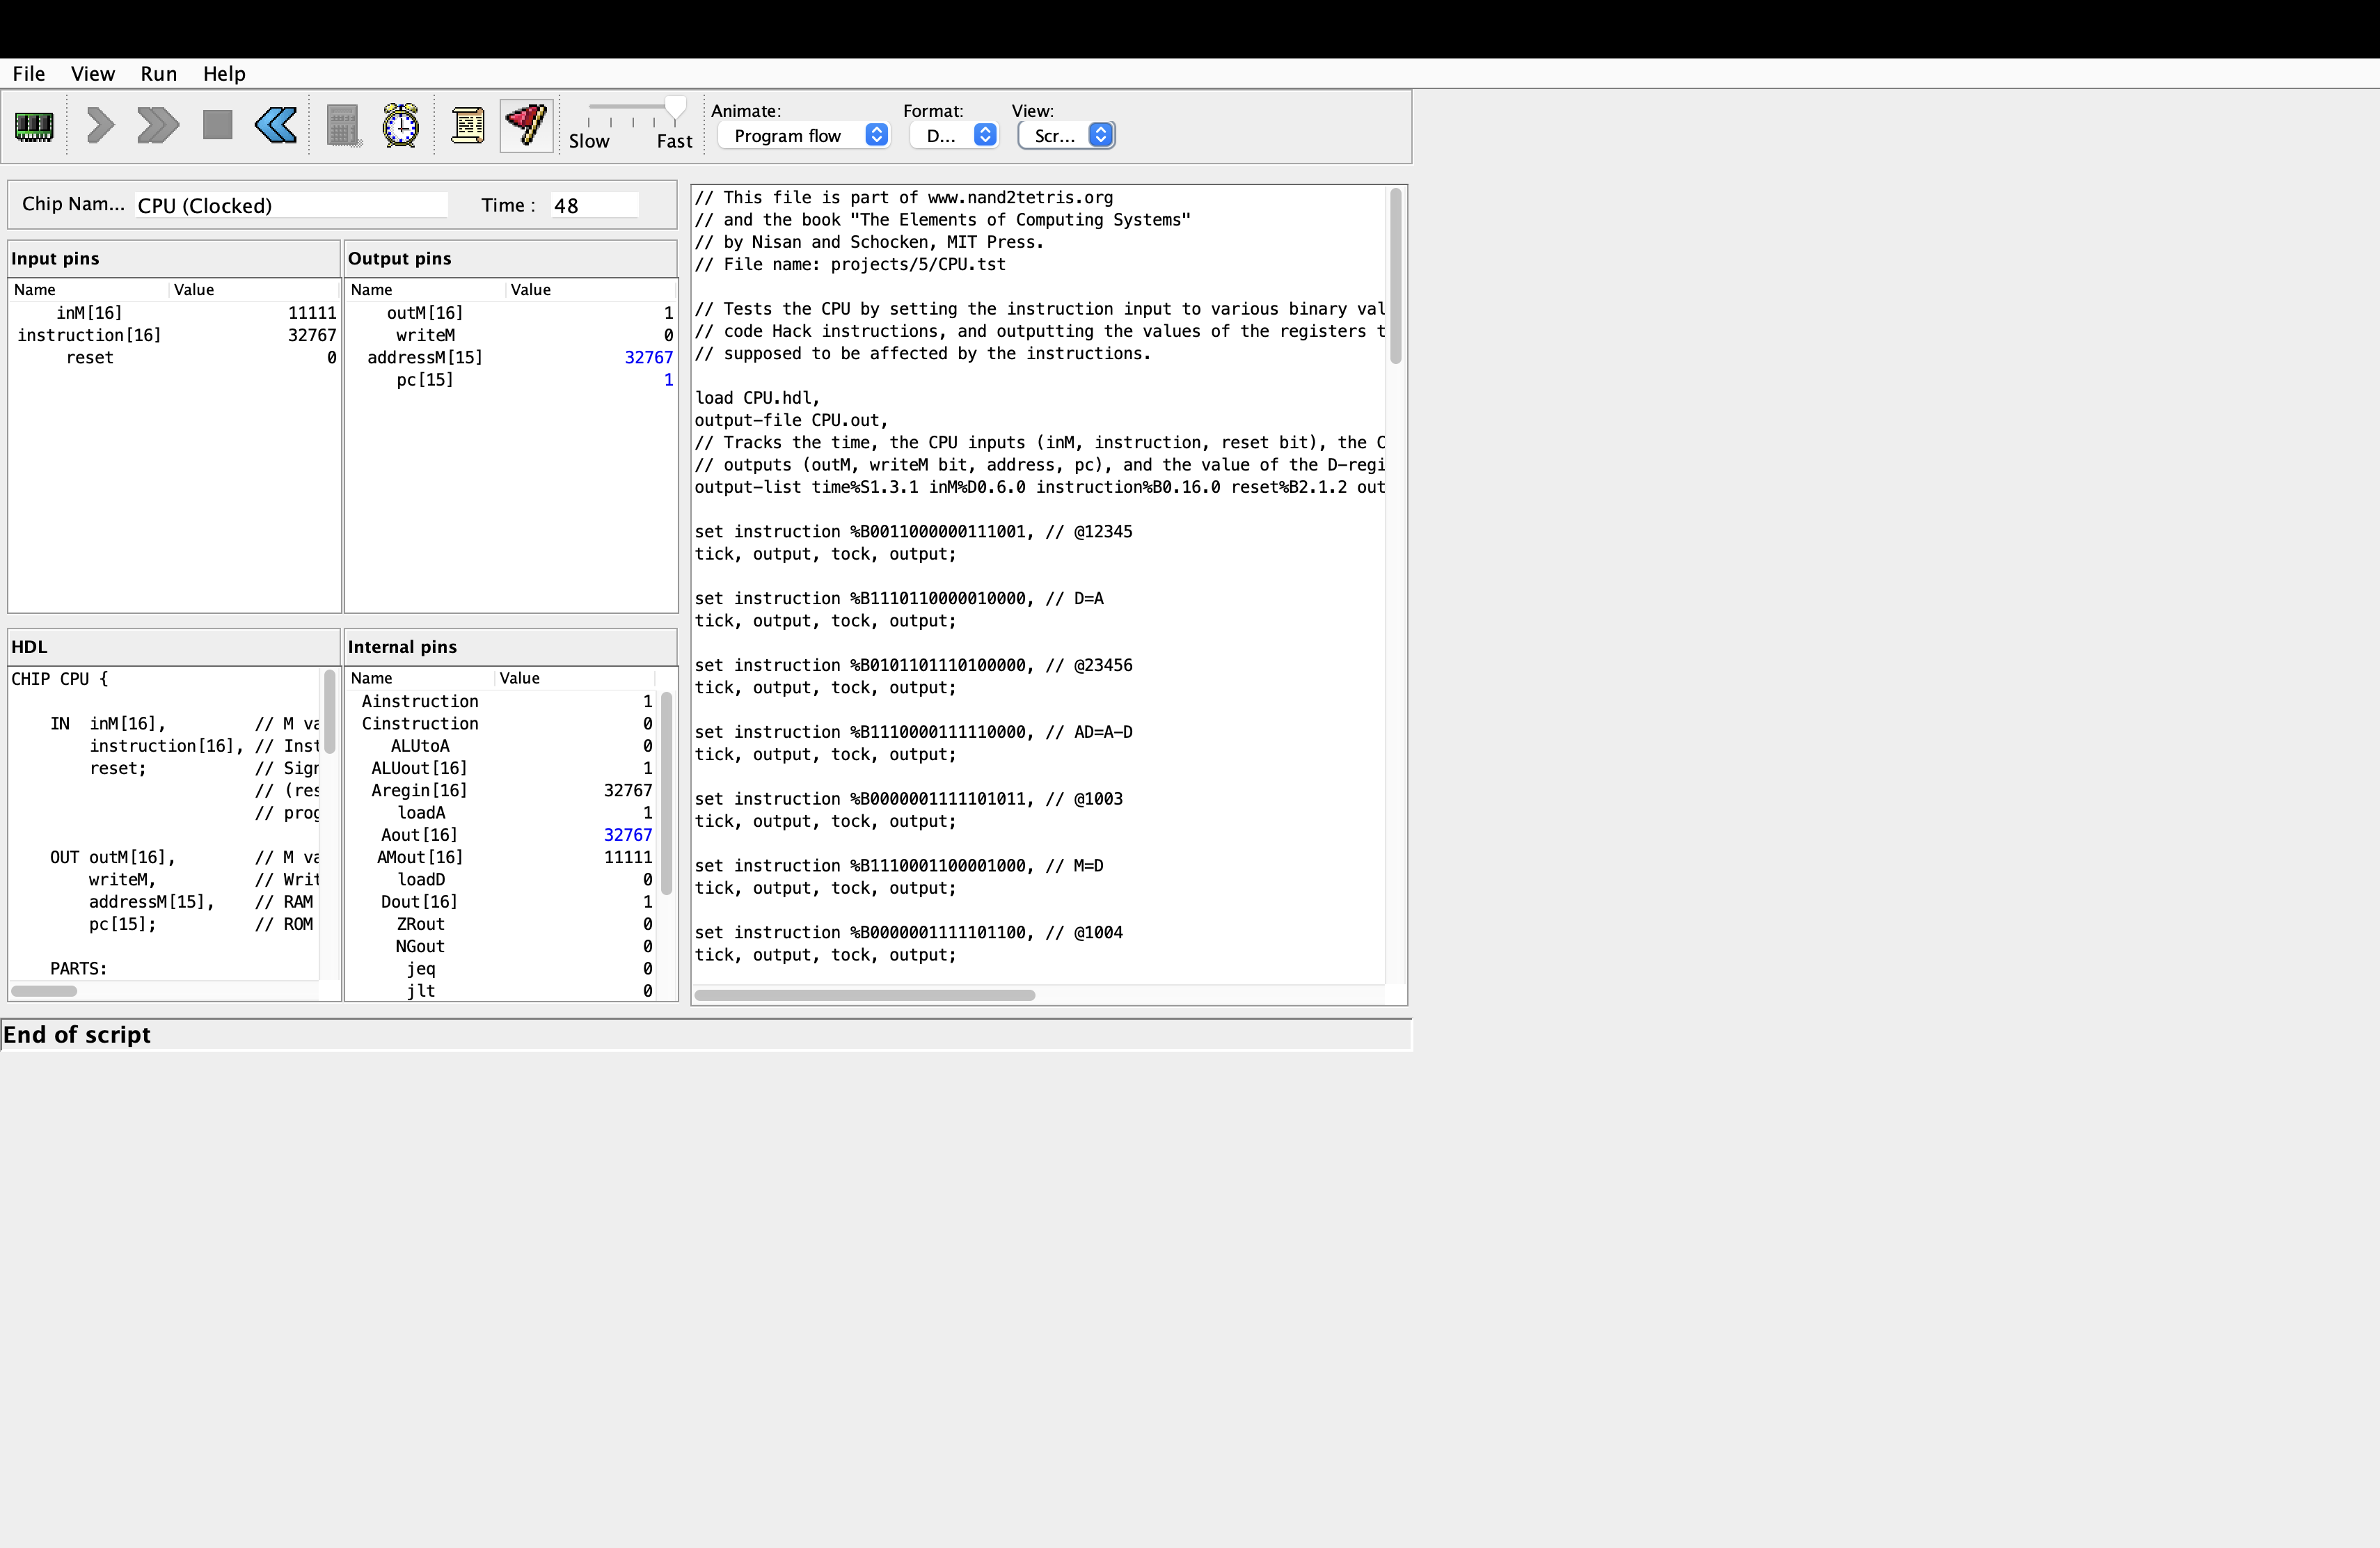 File View Run Help
Slow Fast
Animate: Format: View:
Program flow D... Scr...
Chip Nam... CPU (Clocked) Time : 48
Input pins
Name Value
inM[16] 11111
instruction[16] 32767
reset 0
Output pins
Name Value
outM[16] 1
writeM 0
addressM[15] 32767
pc[15] 1
HDL
CHIP CPU {
IN inM[16], // M va
instruction[16], // Inst
reset; // Sign
// (res
// prog
OUT outM[16], // M va
writeM, // Writ
addressM[15], // RAM
pc[15]; // ROM
PARTS:
Internal pins
Name Value
Ainstruction 1
Cinstruction 0
ALUtoA 0
ALUout[16] 1
Aregin[16] 32767
loadA 1
Aout[16] 32767
AMout[16] 11111
loadD 0
Dout[16] 1
ZRout 0
NGout 0
jeq 0
jlt 0
// This file is part of www.nand2tetris.org
// and the book "The Elements of Computing Systems"
// by Nisan and Schocken, MIT Press.
// File name: projects/5/CPU.tst
// Tests the CPU by setting the instruction input to various binary val
// code Hack instructions, and outputting the values of the registers t
// supposed to be affected by the instructions.
load CPU.hdl,
output-file CPU.out,
// Tracks the time, the CPU inputs (inM, instruction, reset bit), the C
// outputs (outM, writeM bit, address, pc), and the value of the D-regi
output-list time%S1.3.1 inM%D0.6.0 instruction%B0.16.0 reset%B2.1.2 out
set instruction %B0011000000111001, // @12345
tick, output, tock, output;
set instruction %B1110110000010000, // D=A
tick, output, tock, output;
set instruction %B0101101110100000, // @23456
tick, output, tock, output;
set instruction %B1110000111110000, // AD=A-D
tick, output, tock, output;
set instruction %B0000001111101011, // @1003
tick, output, tock, output;
set instruction %B1110001100001000, // M=D
tick, output, tock, output;
set instruction %B0000001111101100, // @1004
tick, output, tock, output;
End of script